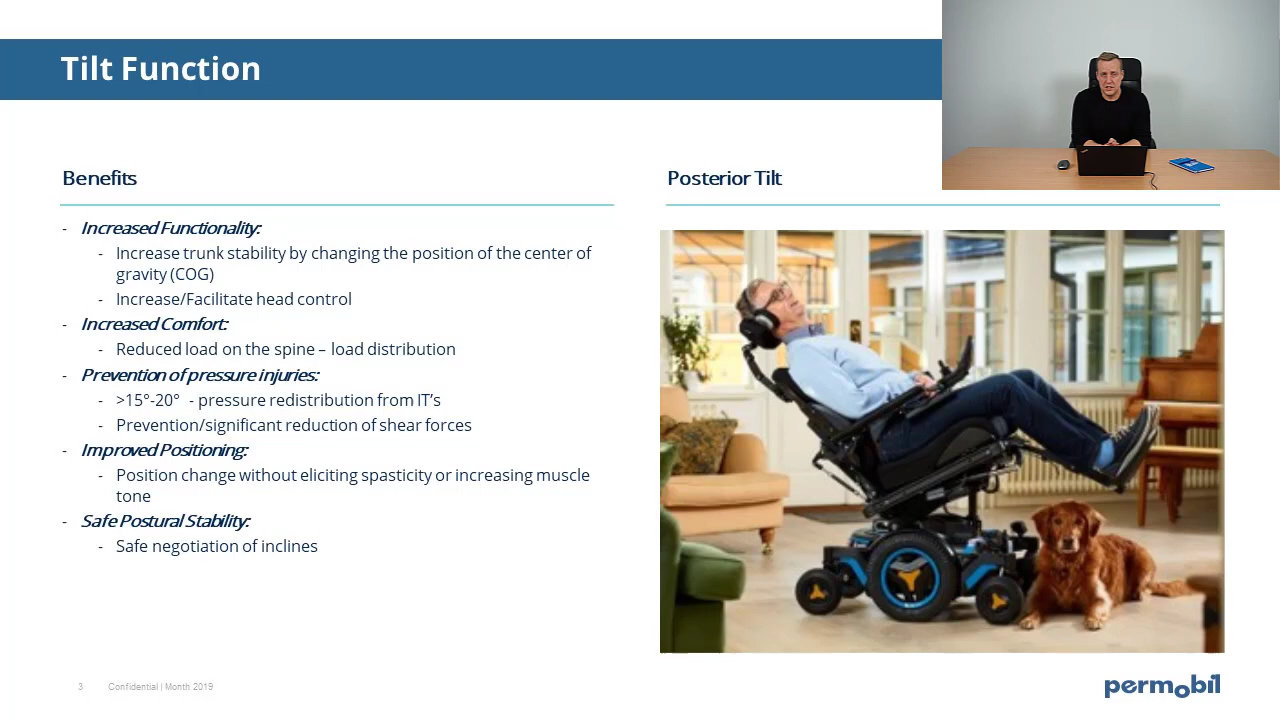 Tilt Function
Benefits
- Increased Functionality:
- Increase trunk stability by changing the position of the center of
gravity (COG)
- Increase/Facilitate head control
- Increased Comfort:
- Reduced load on the spine – load distribution
- Prevention of pressure injuries:
- >15°-20° - pressure redistribution from IT’s
- Prevention/significant reduction of shear forces
- Improved Positioning:
- Position change without eliciting spasticity or increasing muscle
tone
- Safe Postural Stability:
- Safe negotiation of inclines
Posterior Tilt
3 Confidential | Month 2019
permobil